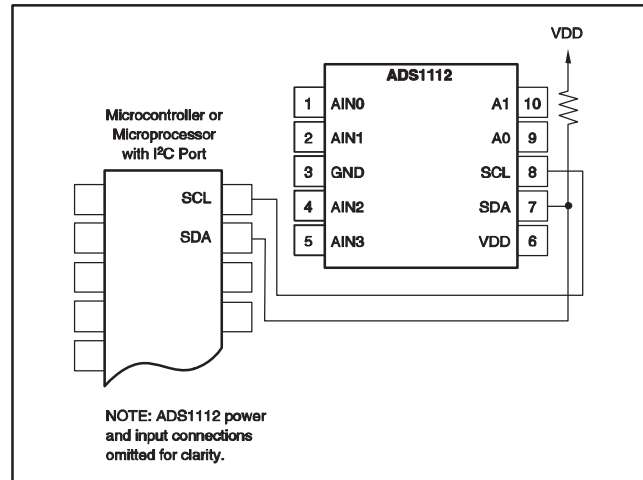 VDD
ADS1112
Microcontroller or
Microprocessor
with I²C Port
SCL
SDA
1 AIN0 A1 10
2 AIN1 A0 9
3 GND SCL 8
4 AIN2 SDA 7
5 AIN3 VDD 6
NOTE: ADS1112 power
and input connections
omitted for clarity.